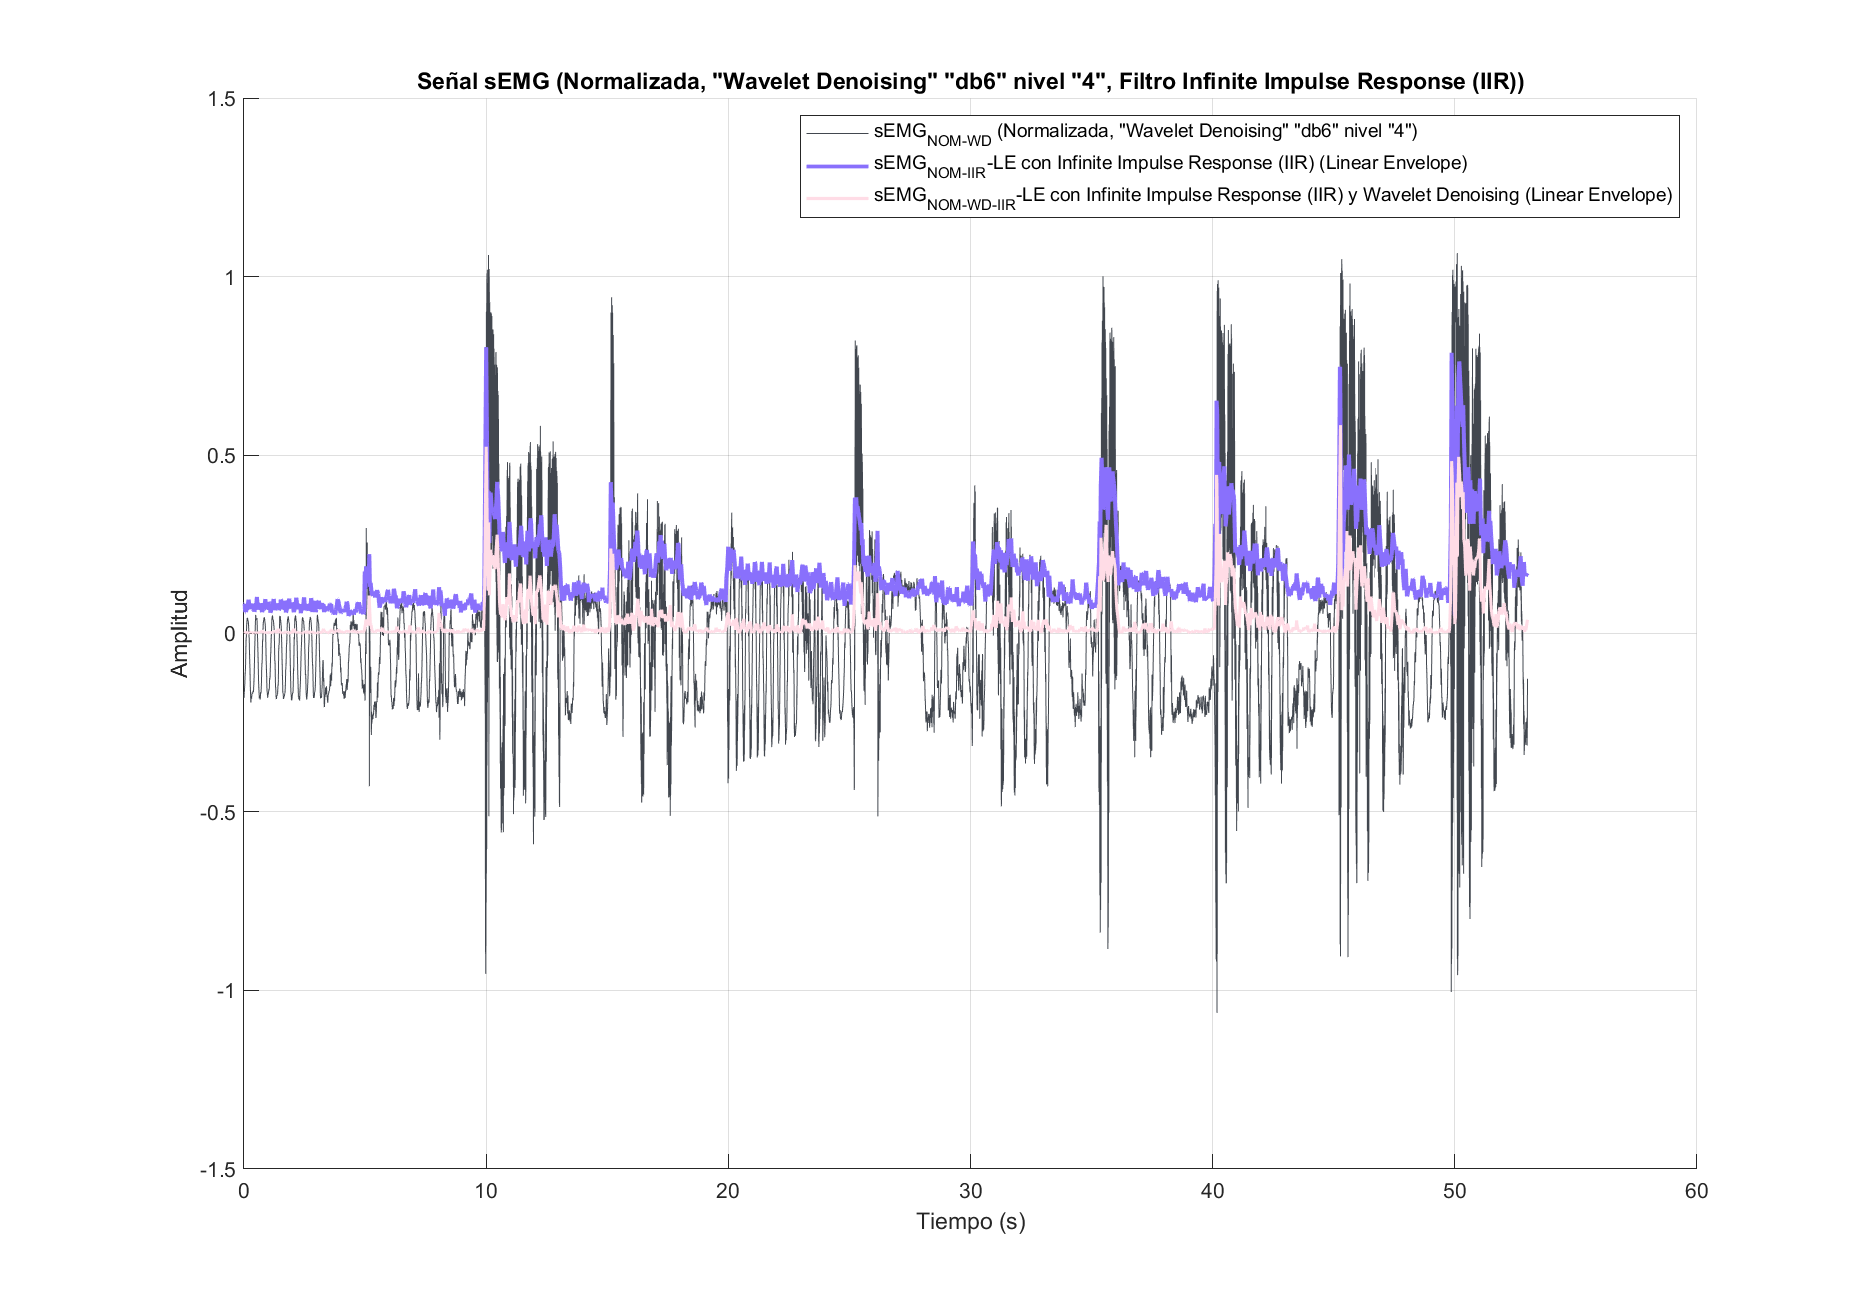 Señal sEMG (Normalizada, "Wavelet Denoising" "db6" nivel "4", Filtro Infinite Impulse Response (IIR))
sEMG_NOM-WD (Normalizada, "Wavelet Denoising" "db6" nivel "4")
sEMG_NOM-IIR-LE con Infinite Impulse Response (IIR) (Linear Envelope)
sEMG_NOM-WD-IIR-LE con Infinite Impulse Response (IIR) y Wavelet Denoising (Linear Envelope)
Amplitud
1.5
1
0.5
0
-0.5
-1
-1.5
0 10 20 30 40 50 60
Tiempo (s)